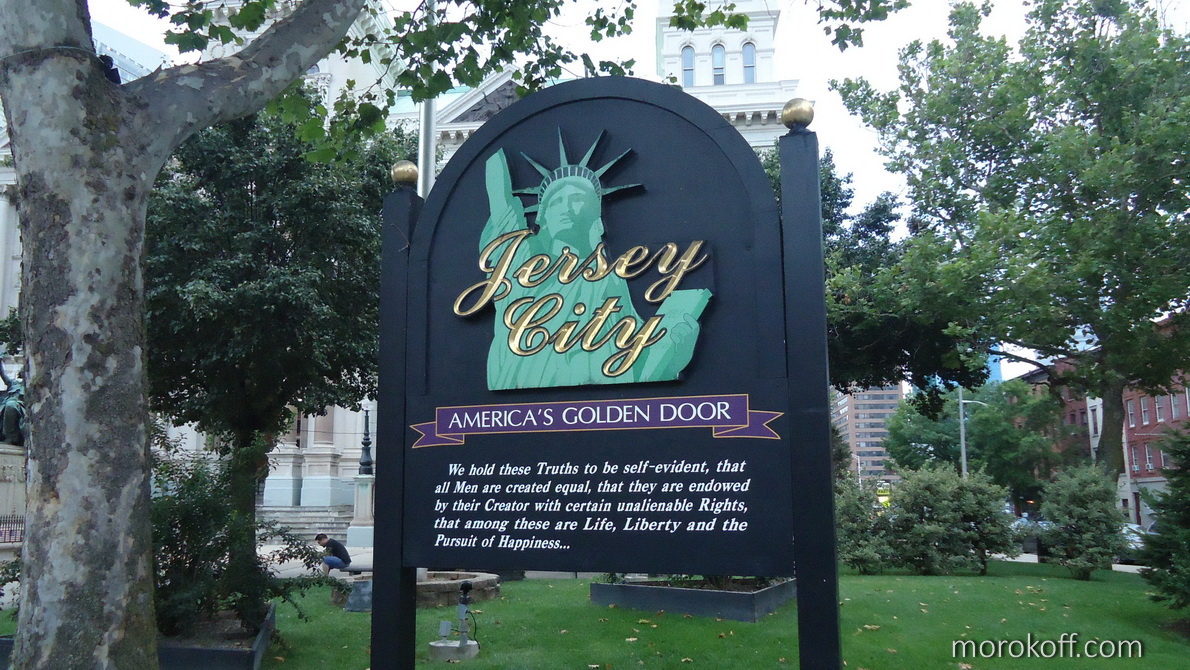 Jersey
City
AMERICA'S GOLDEN DOOR
We hold these Truths to be self-evident, that
all Men are created equal, that they are endowed
by their Creator with certain unalienable Rights,
that among these are Life, Liberty and the
Pursuit of Happiness...
morokoff.com